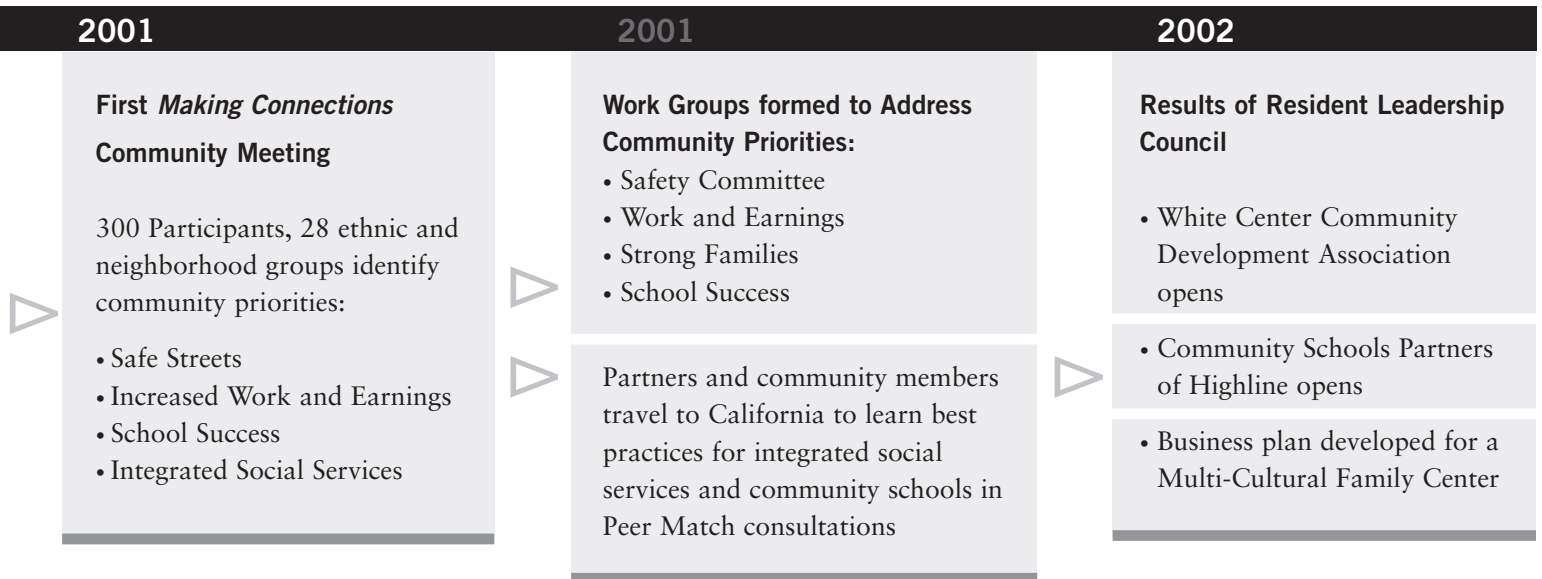 2001
First Making Connections
Community Meeting
300 Participants, 28 ethnic and
neighborhood groups identify
community priorities:
• Safe Streets
• Increased Work and Earnings
• School Success
• Integrated Social Services
2001
Work Groups formed to Address
Community Priorities:
• Safety Committee
• Work and Earnings
• Strong Families
• School Success
Partners and community members
travel to California to learn best
practices for integrated social
services and community schools in
Peer Match consultations
2002
Results of Resident Leadership
Council
• White Center Community
Development Association
opens
• Community Schools Partners
of Highline opens
• Business plan developed for a
Multi-Cultural Family Center